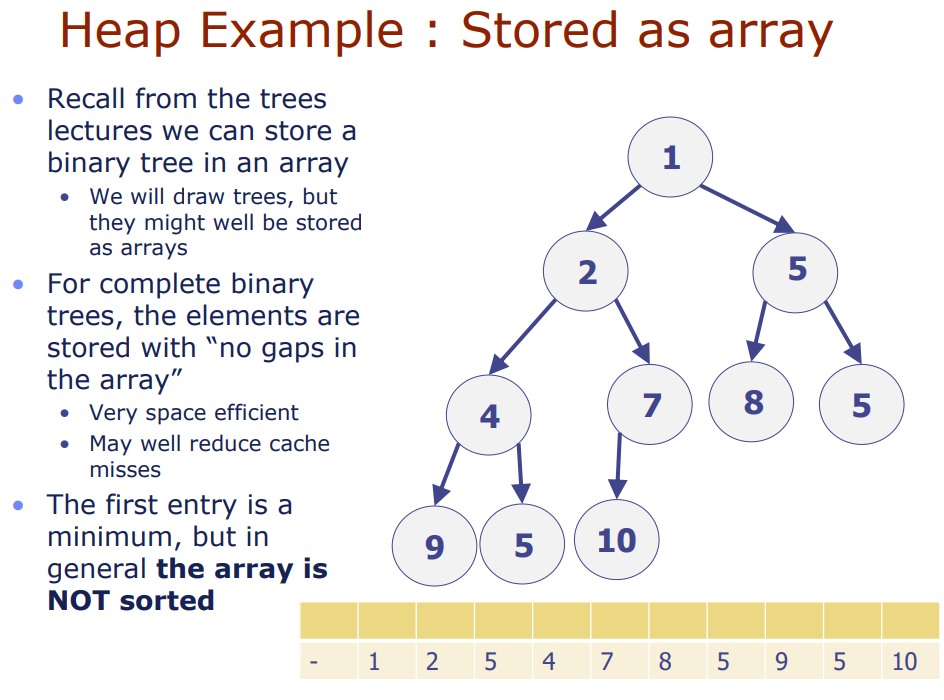 Heap Example : Stored as array
• Recall from the trees
lectures we can store a
binary tree in an array
• We will draw trees, but
they might well be stored
as arrays
• For complete binary
trees, the elements are
stored with “no gaps in
the array”
• Very space efficient
• May well reduce cache
misses
• The first entry is a
minimum, but in
general the array is
NOT sorted
1
2 5
4 7 8 5
9 5 10
- 1 2 5 4 7 8 5 9 5 10